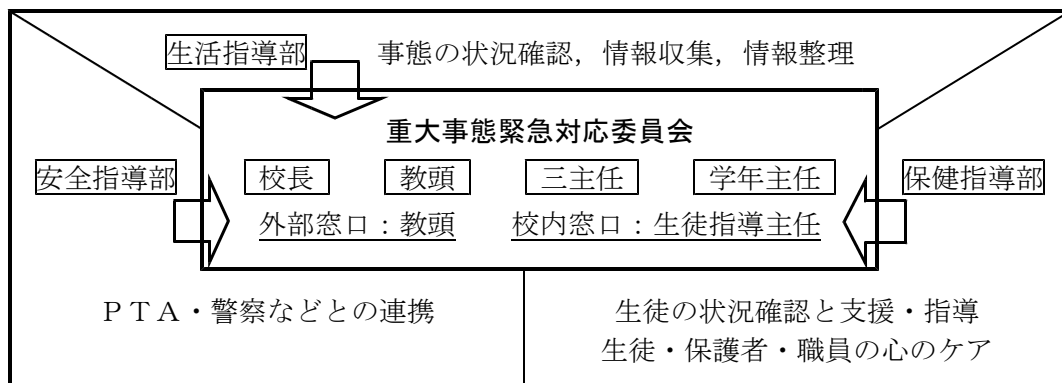 生活指導部 事態の状況確認，情報収集，情報整理
重大事態緊急対応委員会
安全指導部 校長 教頭 三主任 学年主任 保健指導部
外部窓口：教頭 校内窓口：生徒指導主任
ＰＴＡ・警察などとの連携 生徒の状況確認と支援・指導
生徒・保護者・職員の心のケア